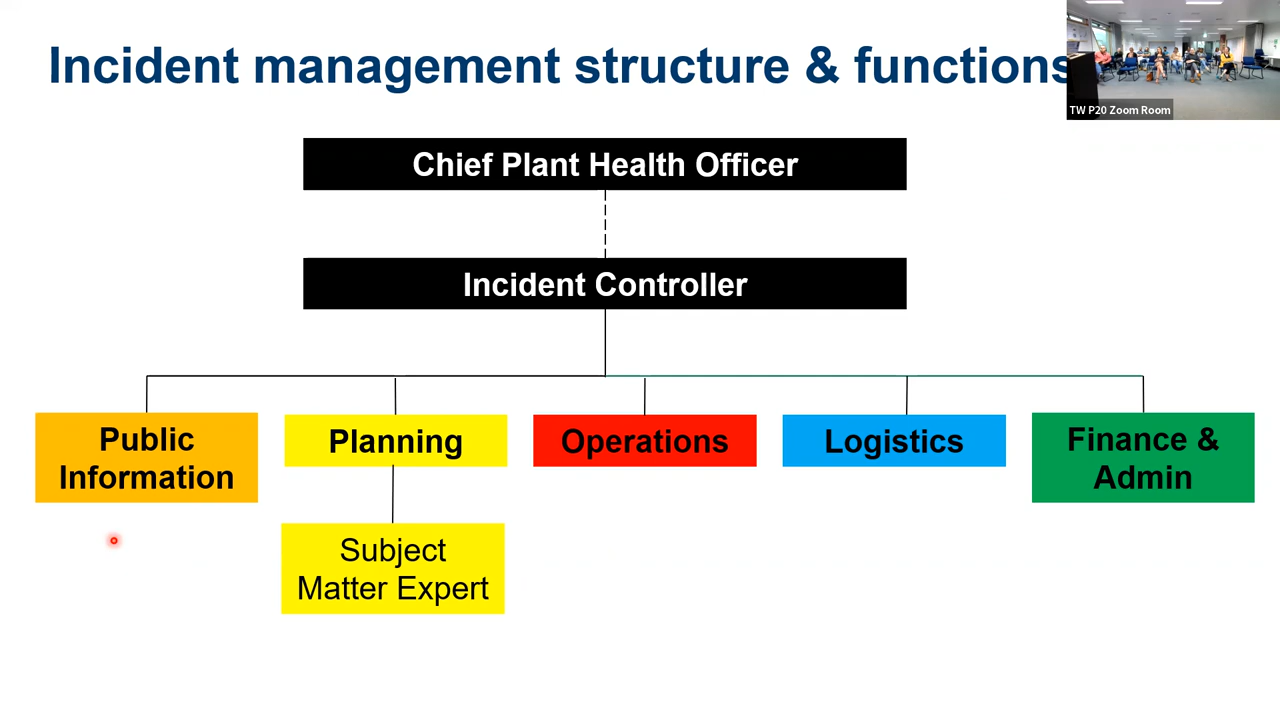 Incident management structure & functions
TW P20 Zoom Room
Chief Plant Health Officer
Incident Controller
Public
Information
Planning
Operations
Logistics
Finance &
Admin
Subject
Matter Expert